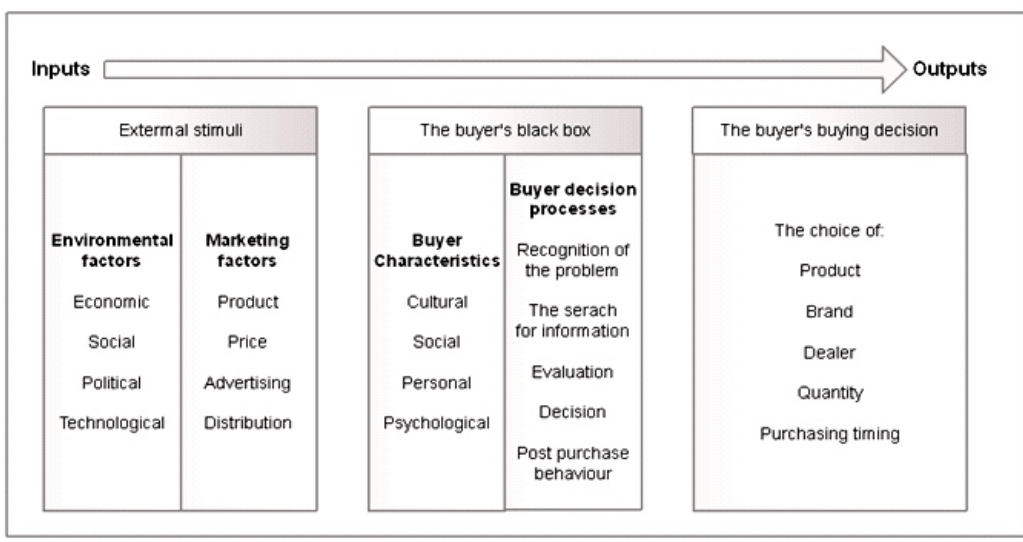 Inputs
Outputs
Extermal stimuli
Environmental
factors
Economic
Social
Political
Technological
Marketing
factors
Product
Price
Advertising
Distribution
The buyer's black box
Buyer
Characteristics
Cultural
Social
Personal
Psychological
Buyer decision
processes
Recognition of
the problem
The serach
for information
Evaluation
Decision
Post purchase
behaviour
The buyer's buying decision
The choice of:
Product
Brand
Dealer
Quantity
Purchasing timing